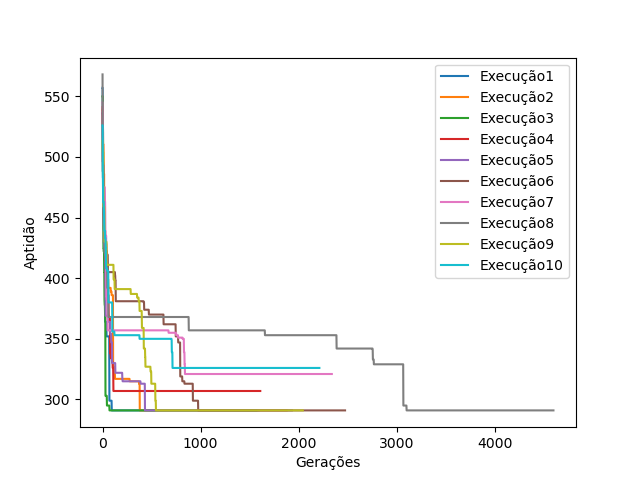 550
500
450
400
350
300
Aptidão
0
1000
2000
3000
4000
Gerações
Execução1
Execução2
Execução3
Execução4
Execução5
Execução6
Execução7
Execução8
Execução9
Execução10